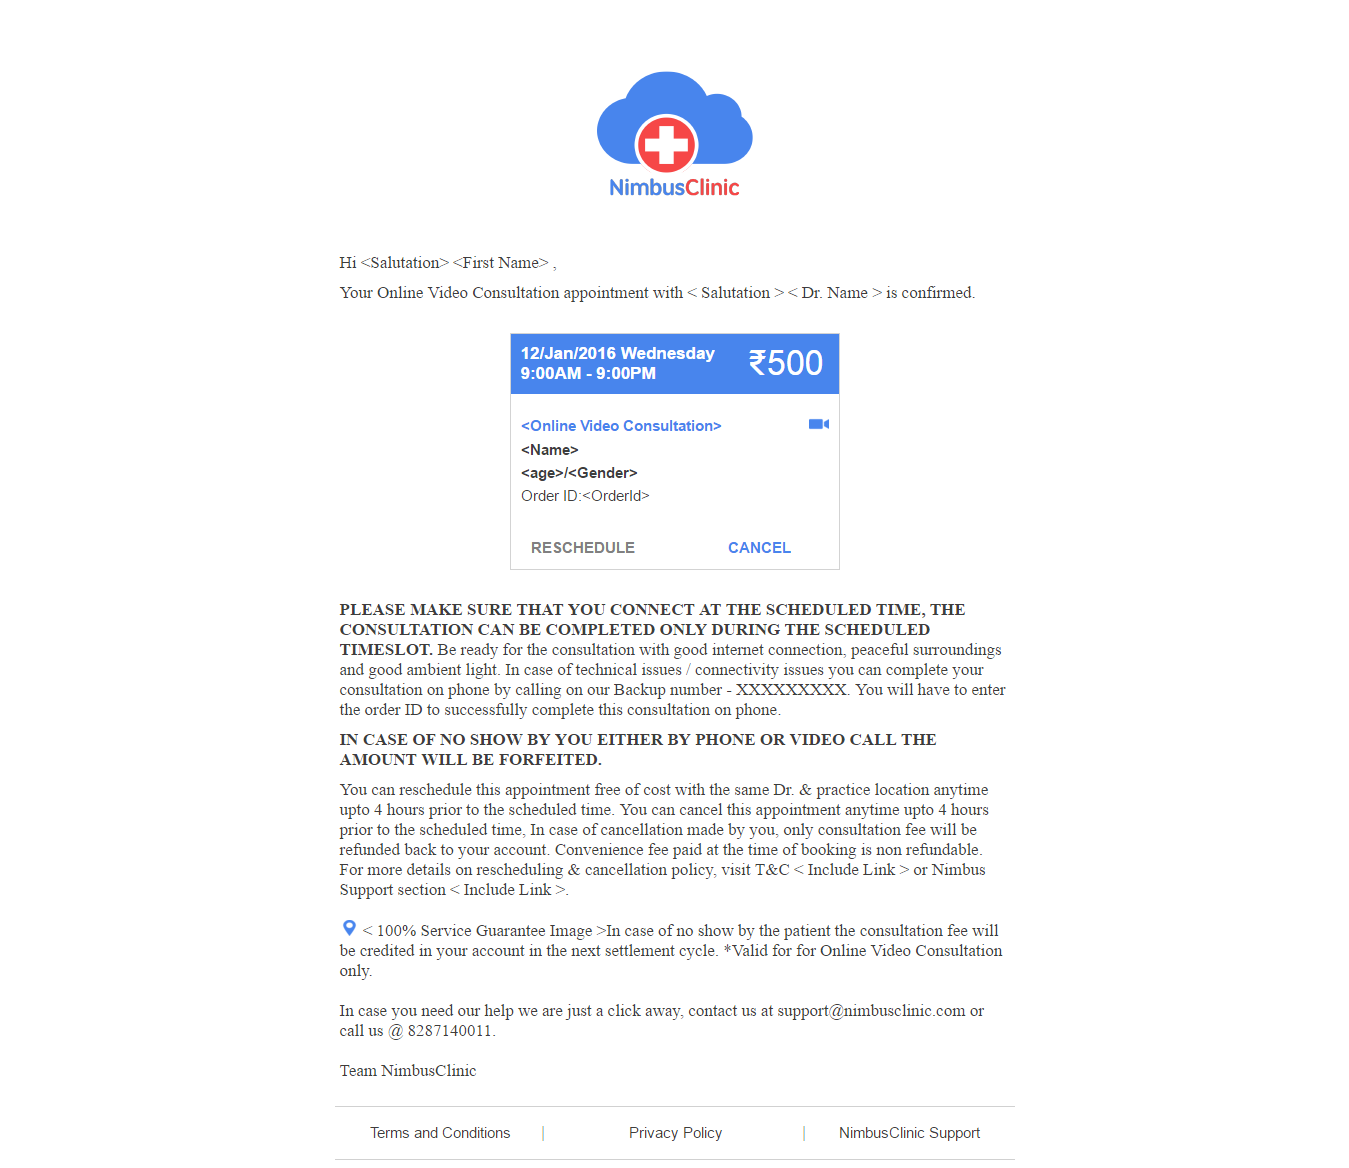 NimbusClinic
Hi <Salutation> <First Name> ,
Your Online Video Consultation appointment with < Salutation > < Dr. Name > is confirmed.
12/Jan/2016 Wednesday
9:00AM - 9:00PM
₹500
<Online Video Consultation>
<Name>
<age>/<Gender>
Order ID:<OrderId>
RESCHEDULE CANCEL
PLEASE MAKE SURE THAT YOU CONNECT AT THE SCHEDULED TIME, THE
CONSULTATION CAN BE COMPLETED ONLY DURING THE SCHEDULED
TIMESLOT. Be ready for the consultation with good internet connection, peaceful surroundings
and good ambient light. In case of technical issues / connectivity issues you can complete your
consultation on phone by calling on our Backup number - XXXXXXXXX. You will have to enter
the order ID to successfully complete this consultation on phone.
IN CASE OF NO SHOW BY YOU EITHER BY PHONE OR VIDEO CALL THE
AMOUNT WILL BE FORFEITED.
You can reschedule this appointment free of cost with the same Dr. & practice location anytime
upto 4 hours prior to the scheduled time. You can cancel this appointment anytime upto 4 hours
prior to the scheduled time, In case of cancellation made by you, only consultation fee will be
refunded back to your account. Convenience fee paid at the time of booking is non refundable.
For more details on rescheduling & cancellation policy, visit T&C < Include Link > or Nimbus
Support section < Include Link >.
< 100% Service Guarantee Image >In case of no show by the patient the consultation fee will
be credited in your account in the next settlement cycle. *Valid for for Online Video Consultation
only.
In case you need our help we are just a click away, contact us at support@nimbusclinic.com or
call us @ 8287140011.
Team NimbusClinic
Terms and Conditions | Privacy Policy | NimbusClinic Support